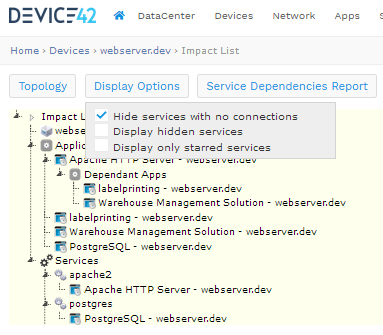 DEVICE42
DataCenter Devices Network Apps
Home › Devices › webserver.dev › Impact List
Topology Display Options Service Dependencies Report
Hide services with no connections
Display hidden services
Display only starred services
Impact L
webse
Applic
Apache HTTP Server - webserver.dev
Dependant Apps
labelprinting - webserver.dev
Warehouse Management Solution - webserver.dev
labelprinting - webserver.dev
Warehouse Management Solution - webserver.dev
PostgreSQL - webserver.dev
Services
apache2
Apache HTTP Server - webserver.dev
postgres
PostgreSQL - webserver.dev